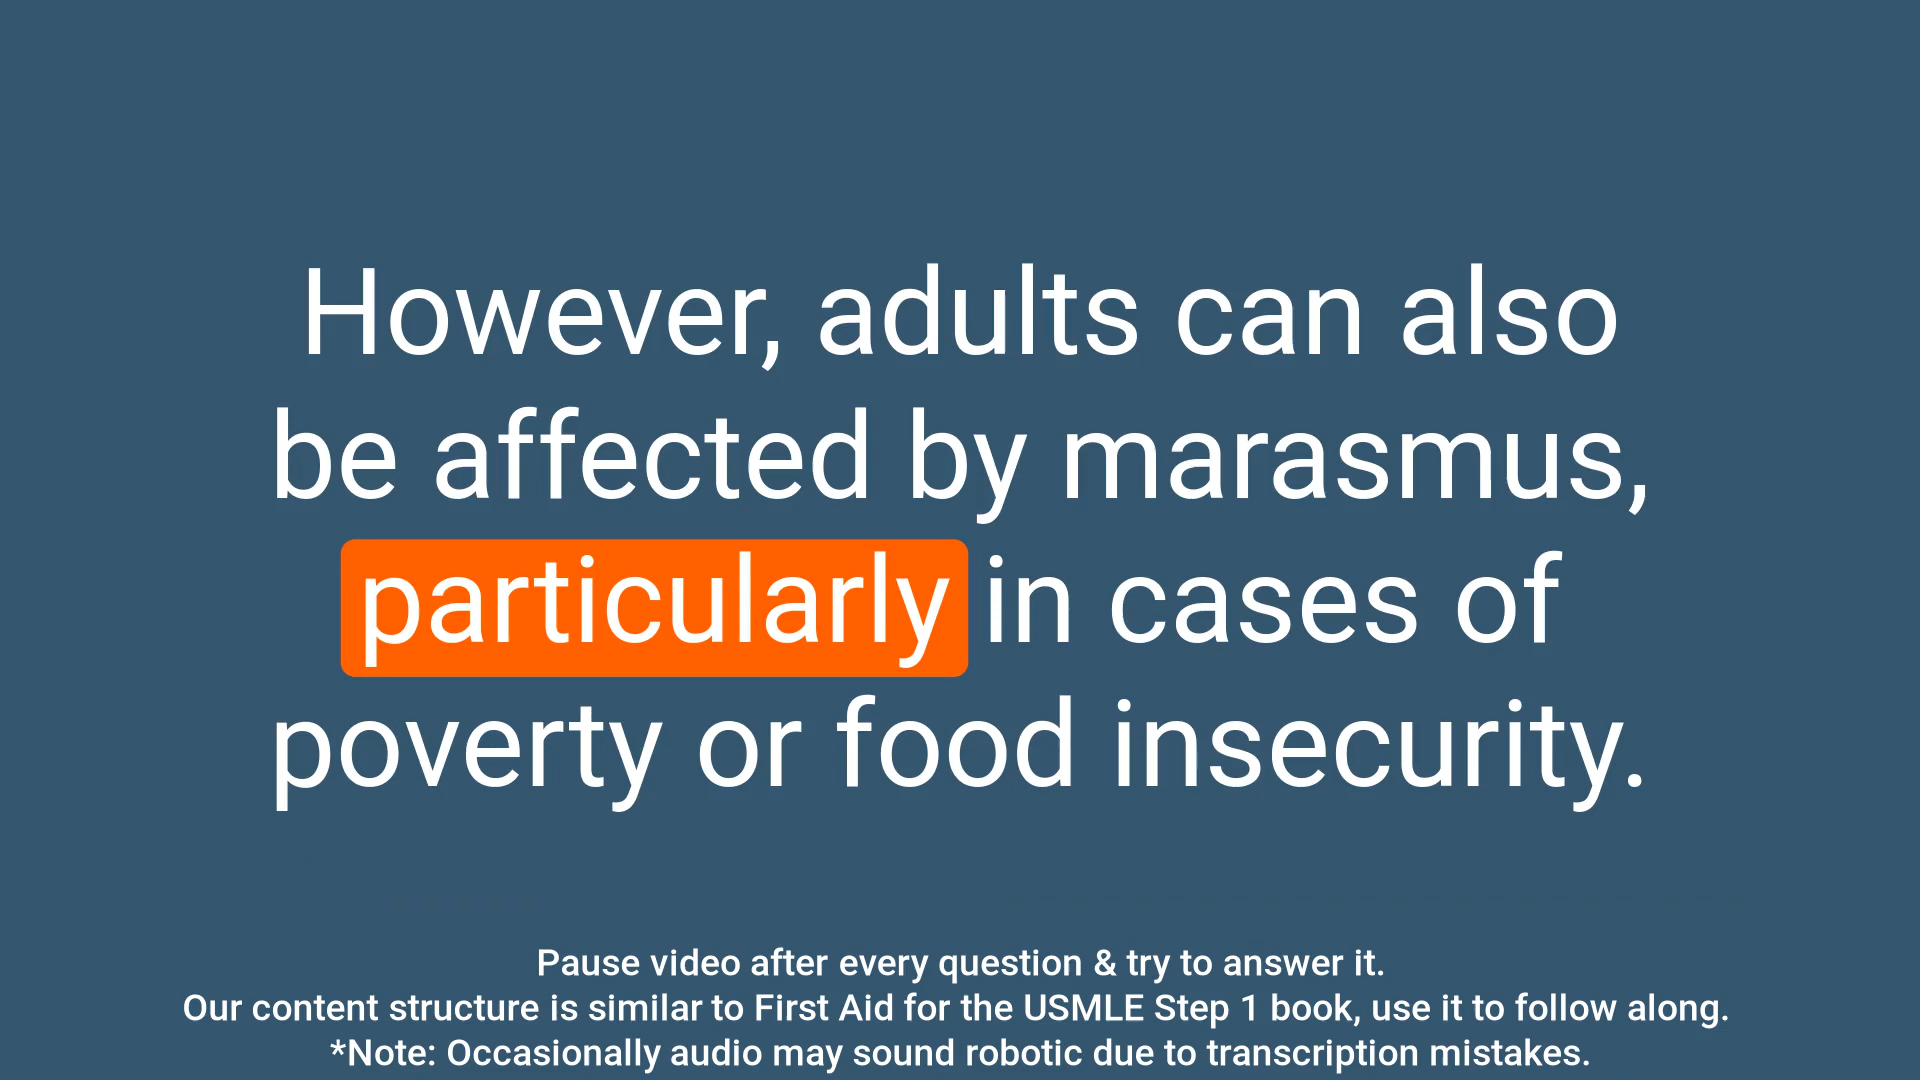 However, adults can also
be affected by marasmus,
particularly in cases of
poverty or food insecurity.
Pause video after every question & try to answer it.
Our content structure is similar to First Aid for the USMLE Step 1 book, use it to follow along.
*Note: Occasionally audio may sound robotic due to transcription mistakes.